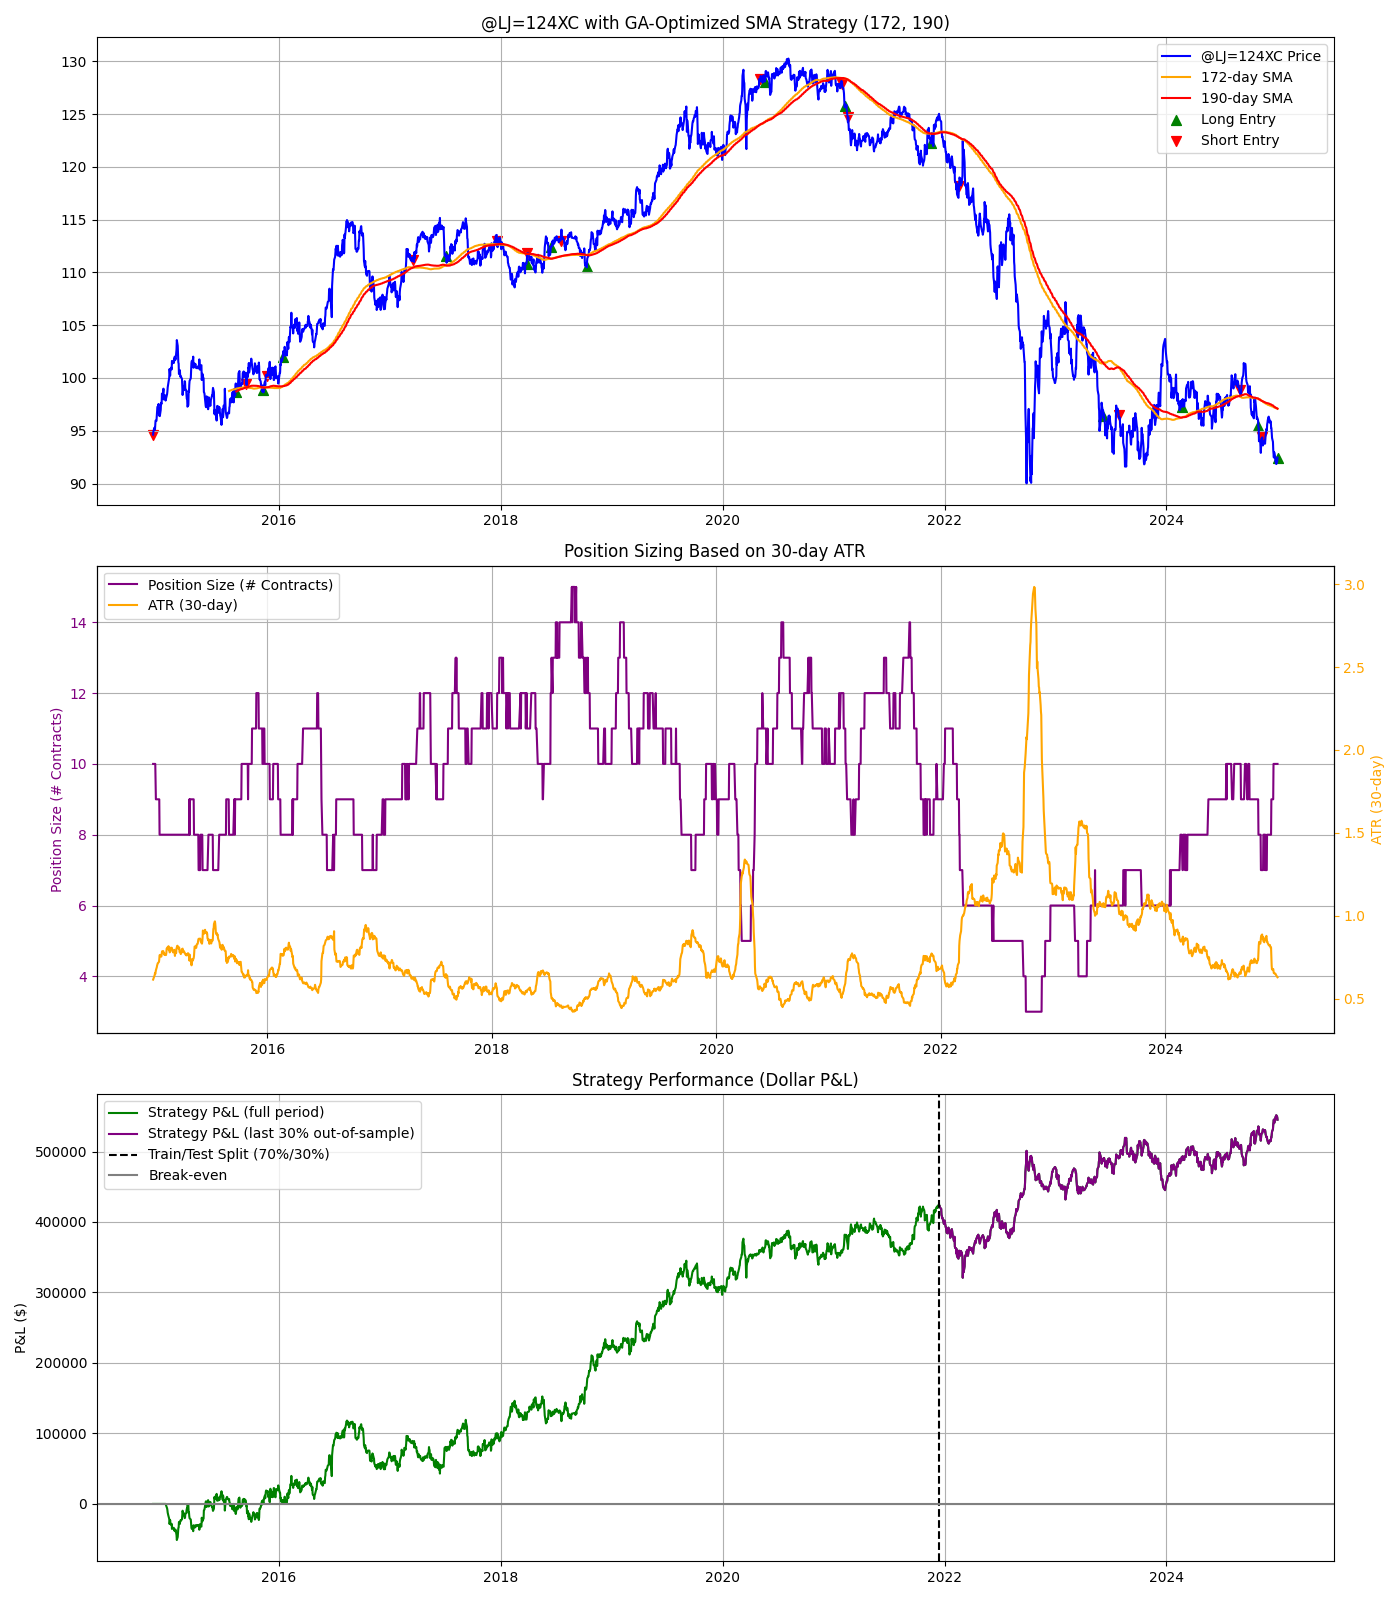 @LJ=124XC with GA-Optimized SMA Strategy (172, 190)
@LJ=124XC Price
172-day SMA
190-day SMA
Long Entry
Short Entry
130
125
120
115
110
105
100
95
90
2016
2018
2020
2022
2024
Position Sizing Based on 30-day ATR
Position Size (# Contracts)
ATR (30-day)
Position Size (# Contracts)
14
12
10
8
6
4
3.0
2.5
2.0
1.5
1.0
0.5
ATR (30-day)
2016
2018
2020
2022
2024
Strategy Performance (Dollar P&L)
Strategy P&L (full period)
Strategy P&L (last 30% out-of-sample)
Train/Test Split (70%/30%)
Break-even
P&L ($)
500000
400000
300000
200000
100000
0
2016
2018
2020
2022
2024